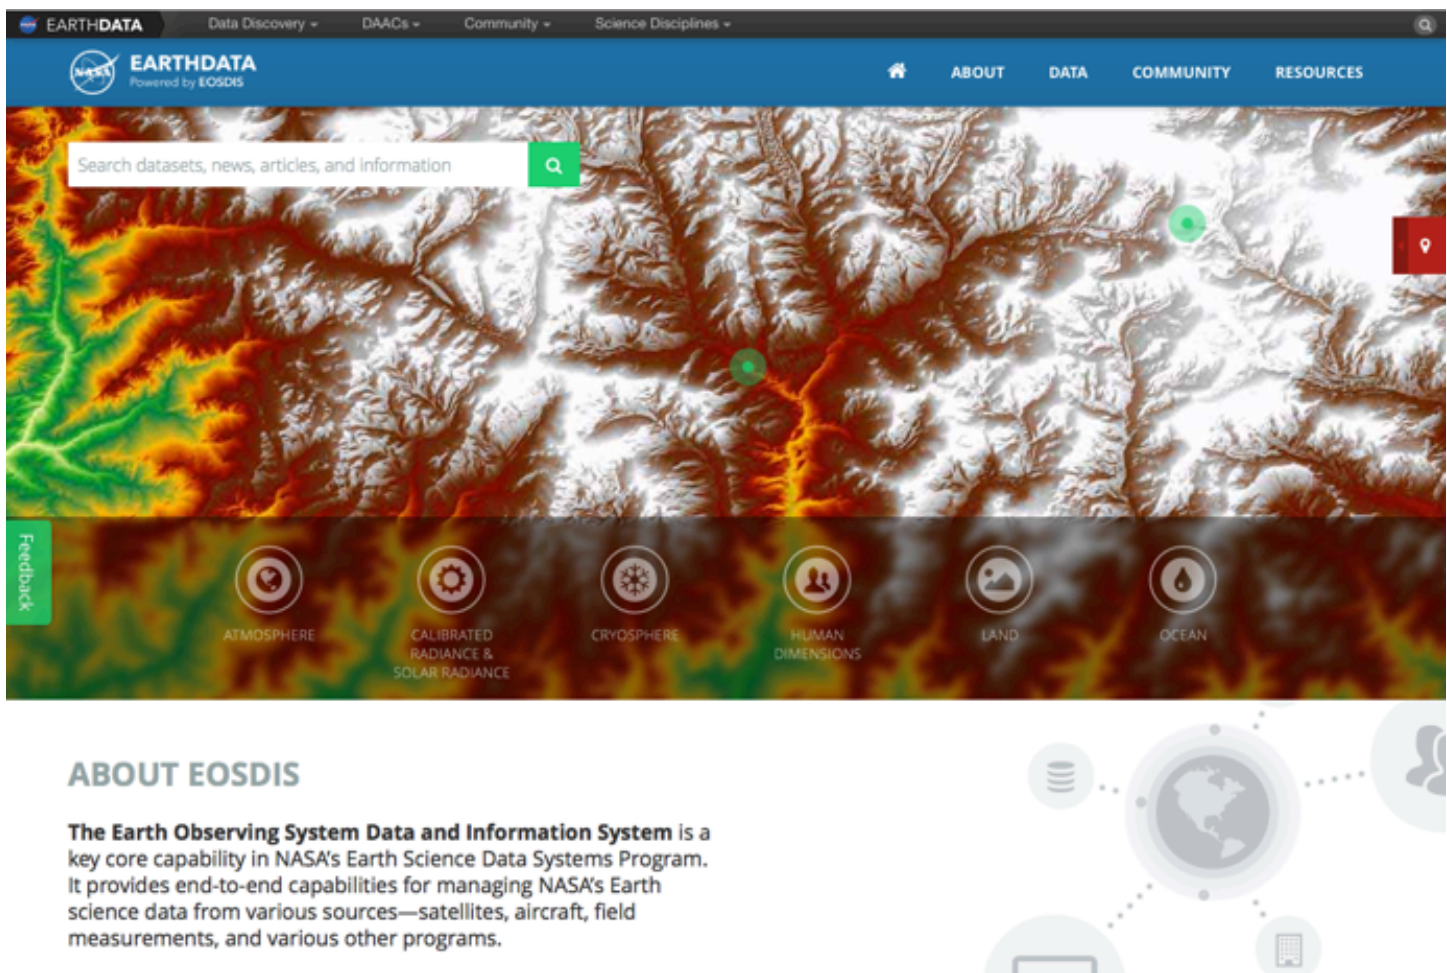 EARTHDATA Data Discovery DAACs Community Science Disciplines
NASA
EARTHDATA
Powered by EOSDIS
ABOUT DATA COMMUNITY RESOURCES
Search datasets, news, articles, and information
Feedback
ATMOSPHERE
CALIBRATED
RADIANCE &
SOLAR RADIANCE
CRYOSPHERE
HUMAN
DIMENSIONS
LAND
OCEAN
ABOUT EOSDIS
The Earth Observing System Data and Information System is a
key core capability in NASA's Earth Science Data Systems Program.
It provides end-to-end capabilities for managing NASA's Earth
science data from various sources—satellites, aircraft, field
measurements, and various other programs.